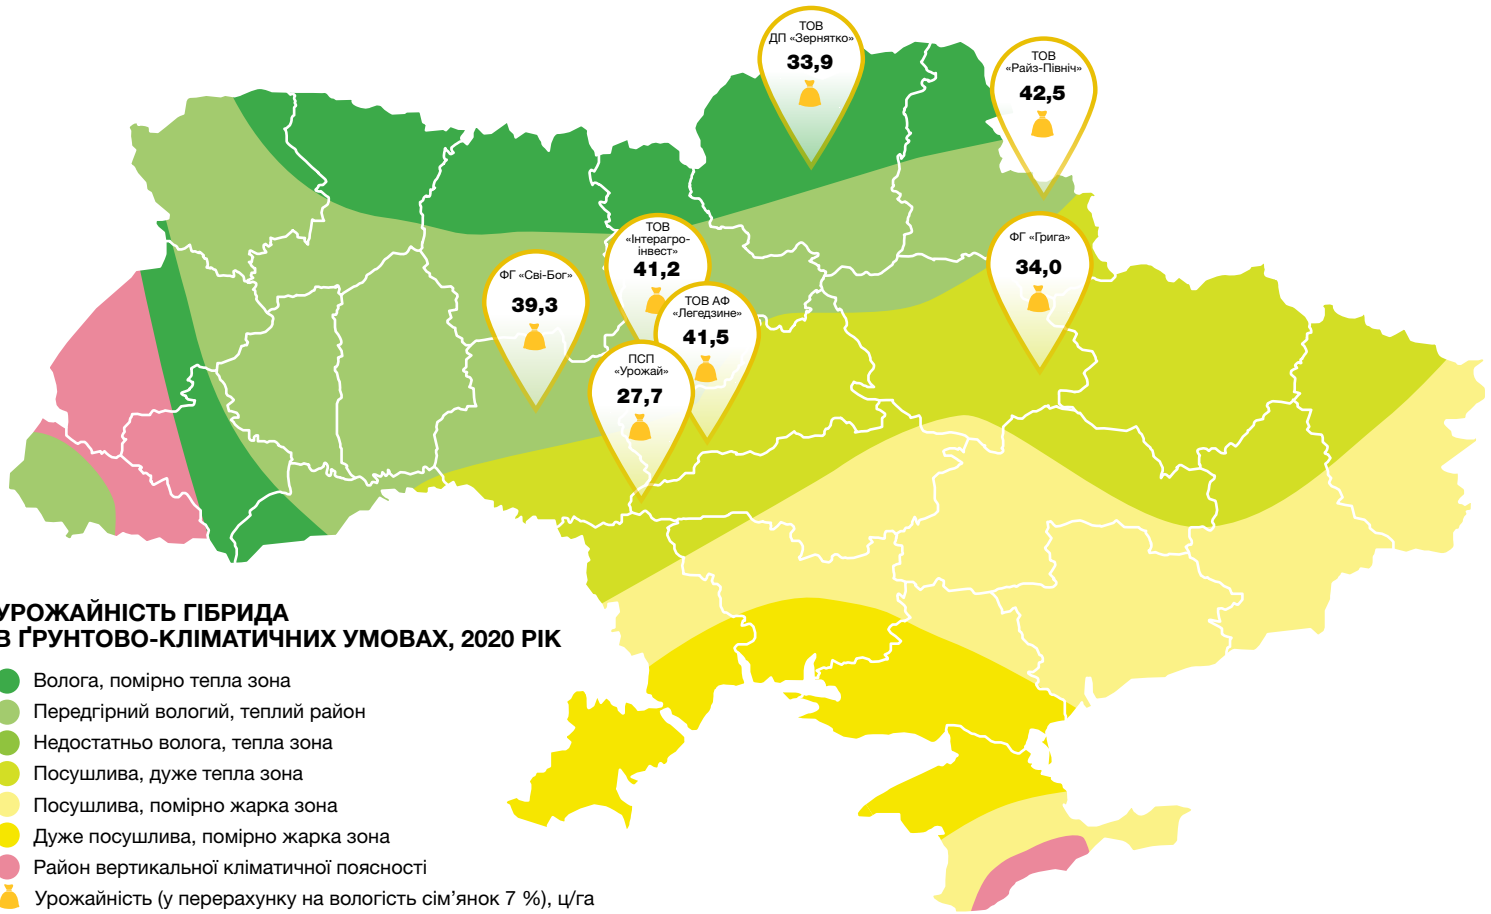 ТОВ
ДП «Зернятко»
33,9
ТОВ
«Райз-Північ»
42,5
ТОВ
«Інтерагро-
інвест»
41,2
ФГ «Грига»
34,0
ФГ «Сві-Бог»
39,3
ТОВ АФ
«Легедзине»
41,5
ПСП
«Урожай»
27,7
УРОЖАЙНІСТЬ ГІБРИДА
В ҐРУНТОВО-КЛІМАТИЧНИХ УМОВАХ, 2020 РІК
Волога, помірно тепла зона
Передгірний вологий, теплий район
Недостатньо волога, тепла зона
Посушлива, дуже тепла зона
Посушлива, помірно жарка зона
Дуже посушлива, помірно жарка зона
Район вертикальної кліматичної поясності
Урожайність (у перерахунку на вологість сім’янок 7 %), ц/га